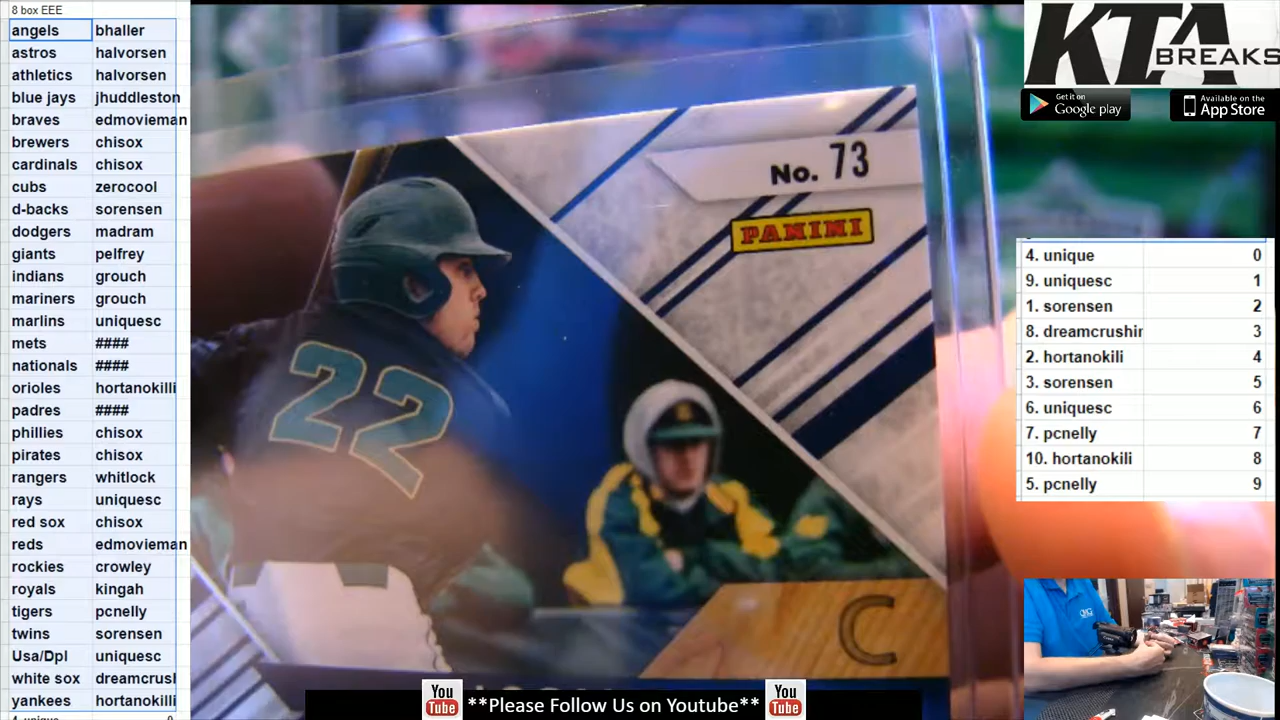 8 box EEE
angels bhaller
astros halvorsen
athletics halvorsen
blue jays jhuddleston
braves edmovieman
brewers chisox
cardinals chisox
cubs zerocool
d-backs sorensen
dodgers madram
giants pelfrey
indians grouch
mariners grouch
marlins uniquesc
mets ####
nationals ####
orioles hortanokilli
padres ####
phillies chisox
pirates chisox
rangers whitlock
rays uniquesc
red sox chisox
reds edmovieman
rockies crowley
royals kingah
tigers pcnelly
twins sorensen
Usa/Dpl uniquesc
white sox dreamcrusl
yankees hortanokilli
4. unique 0
No. 73
PANINI
22
C
KTA
BREAKS
Get it on
Google play
Available on the
App Store
4. unique 0
9. uniquesc 1
1. sorensen 2
8. dreamcrushir 3
2. hortanokili 4
3. sorensen 5
6. uniquesc 6
7. pcnelly 7
10. hortanokili 8
5. pcnelly 9
You
Tube
**Please Follow Us on Youtube**
You
Tube